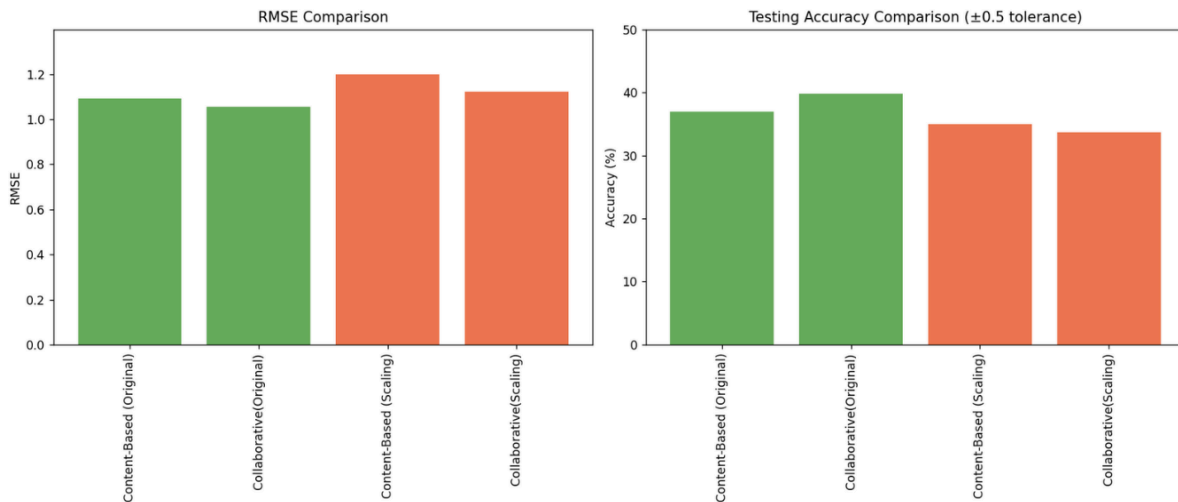 RMSE Comparison
RMSE
1.2
1.0
0.8
0.6
0.4
0.2
0.0
Content-Based (Original)
Collaborative(Original)
Content-Based (Scaling)
Collaborative(Scaling)
Testing Accuracy Comparison (±0.5 tolerance)
Accuracy (%)
50
40
30
20
10
0
Content-Based (Original)
Collaborative(Original)
Content-Based (Scaling)
Collaborative(Scaling)